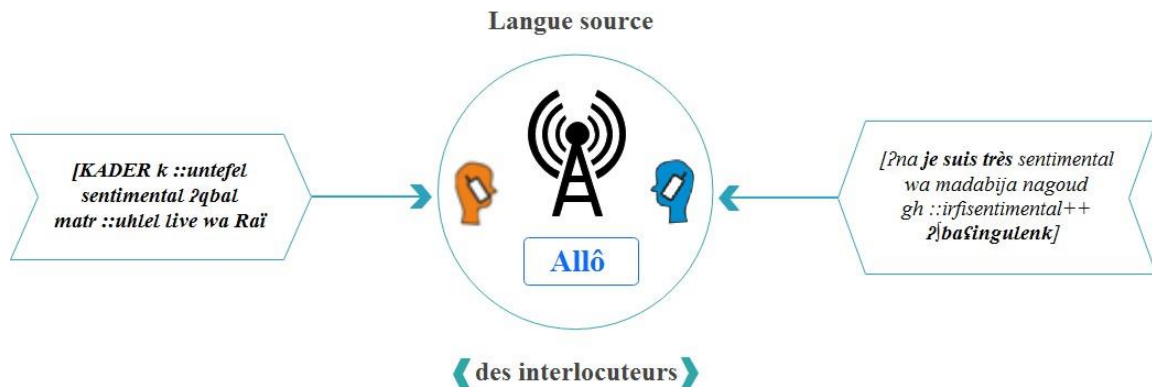 Langue source
[KADER k ::untefel
sentimental ʔqbal
matr ::uhlel live wa Raï
[ʔna je suis très sentimental
wa madabija nagoud
gh ::irfisentimental++
ʔʃbaʕingulenk]
Allô
des interlocuteurs